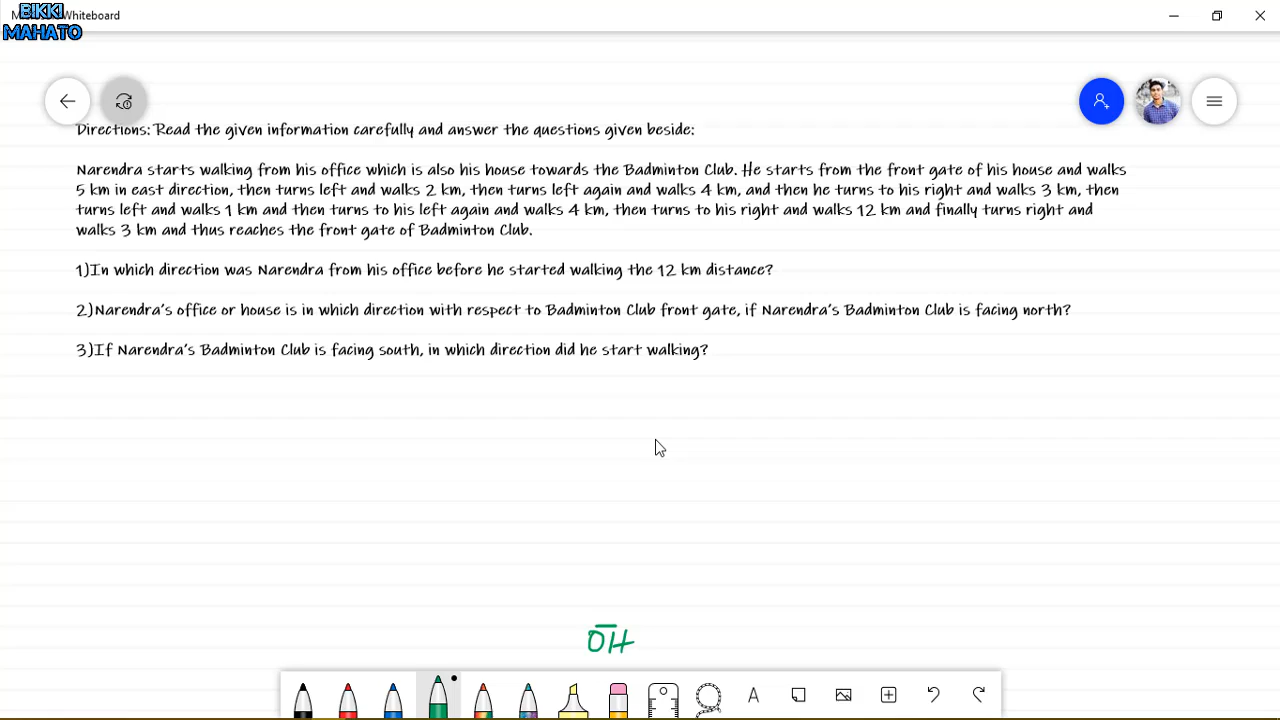 BIKKI
MAHATO
Whiteboard
Directions: Read the given information carefully and answer the questions given beside:
Narendra starts walking from his office which is also his house towards the Badminton Club. He starts from the front gate of his house and walks
5 km in east direction, then turns left and walks 2 km, then turns left again and walks 4 km, and then he turns to his right and walks 3 km, then
turns left and walks 1 km and then turns to his left again and walks 4 km, then turns to his right and walks 12 km and finally turns right and
walks 3 km and thus reaches the front gate of Badminton Club.
1)In which direction was Narendra from his office before he started walking the 12 km distance?
2)Narendra's office or house is in which direction with respect to Badminton Club front gate, if Narendra's Badminton Club is facing north?
3)If Narendra's Badminton Club is facing south, in which direction did he start walking?
OH
A